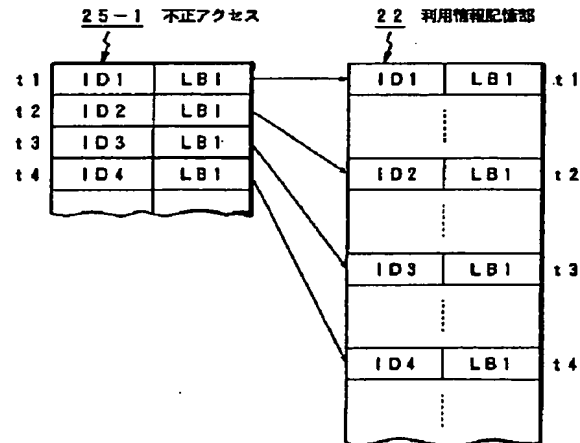 25-1 不正アクセス 22 利用情報記憶部
t1 ID1 LB1 ID1 LB1 t1
t2 ID2 LB1
t3 ID3 LB1
t4 ID4 LB1
ID2 LB1 t2
ID3 LB1 t3
ID4 LB1 t4